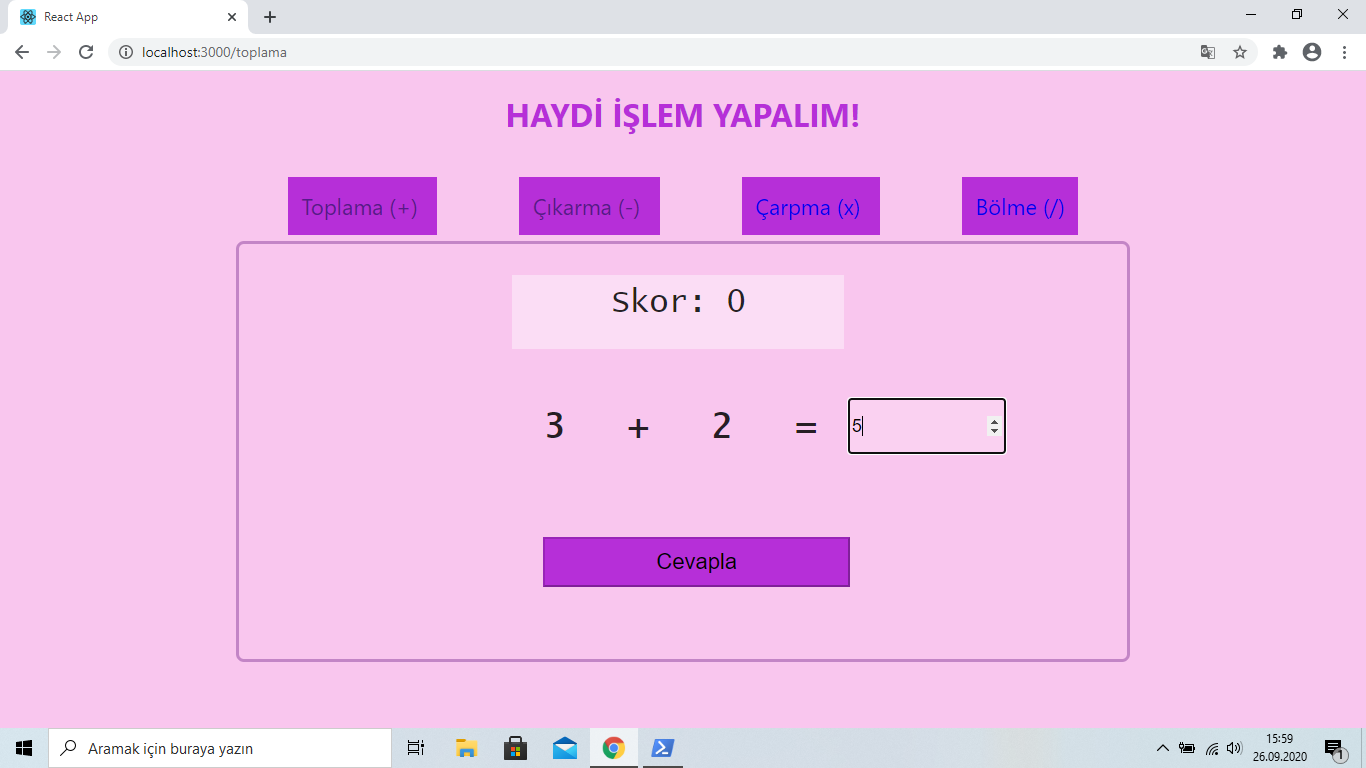 React App
localhost:3000/toplama
HAYDİ İŞLEM YAPALIM!
Toplama (+) Çıkarma (-) Çarpma (x) Bölme (/)
Skor: 0
3 + 2 = 5
Cevapla
Aramak için buraya yazın
15:59
26.09.2020
1